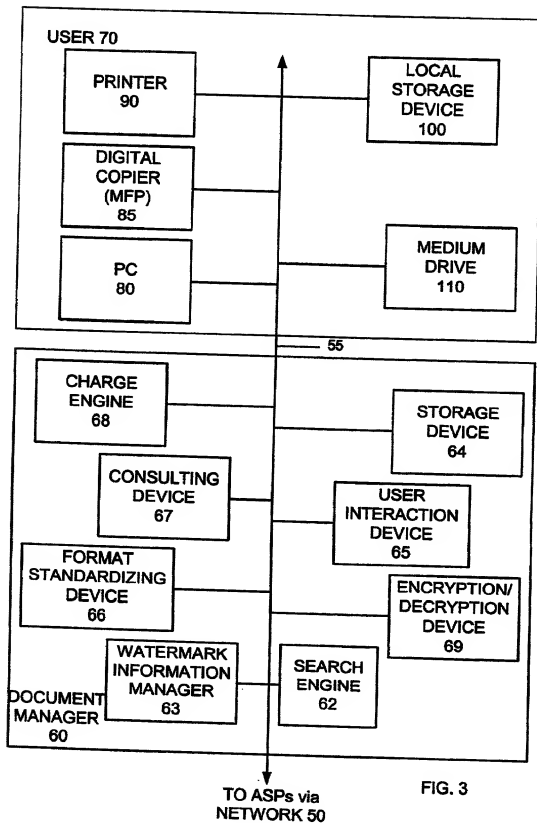 USER 70
PRINTER
90
LOCAL
STORAGE
DEVICE
100
DIGITAL
COPIER
(MFP)
85
PC
80
MEDIUM
DRIVE
110
55
CHARGE
ENGINE
68
STORAGE
DEVICE
64
CONSULTING
DEVICE
67
USER
INTERACTION
DEVICE
65
FORMAT
STANDARDIZING
DEVICE
66
ENCRYPTION/
DECRYPTION
DEVICE
69
WATERMARK
INFORMATION
MANAGER
63
SEARCH
ENGINE
62
DOCUMENT
MANAGER
60
TO ASPs via
NETWORK 50
FIG. 3